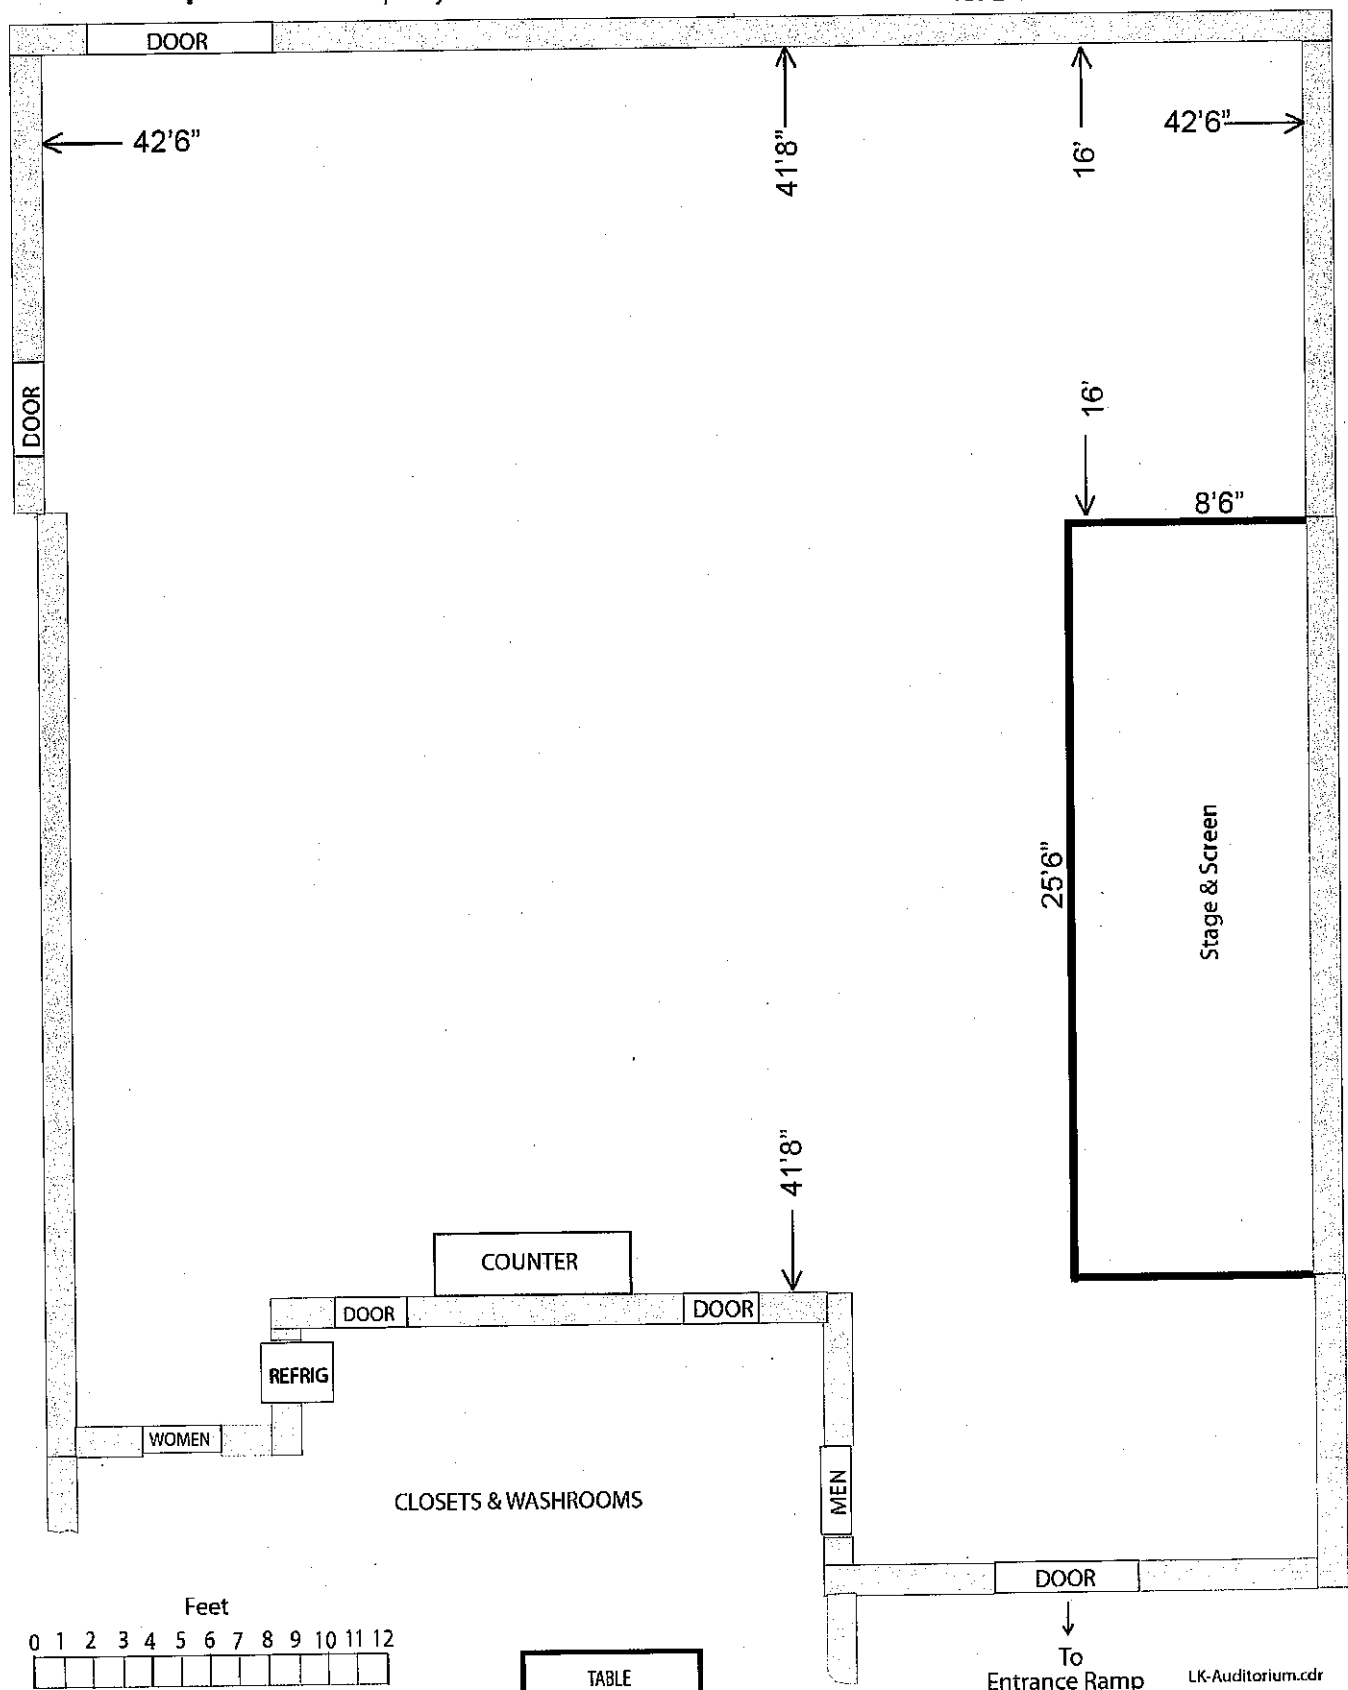 DOOR
42'6"
41'8"
16'
42'6"
DOOR
16'
8'6"
25'6"
Stage & Screen
41'8"
COUNTER
DOOR
DOOR
REFRIG
WOMEN
MEN
CLOSETS & WASHROOMS
DOOR
Feet
0 1 2 3 4 5 6 7 8 9 10 11 12
TABLE
To
Entrance Ramp
LK-Auditorium.cdr